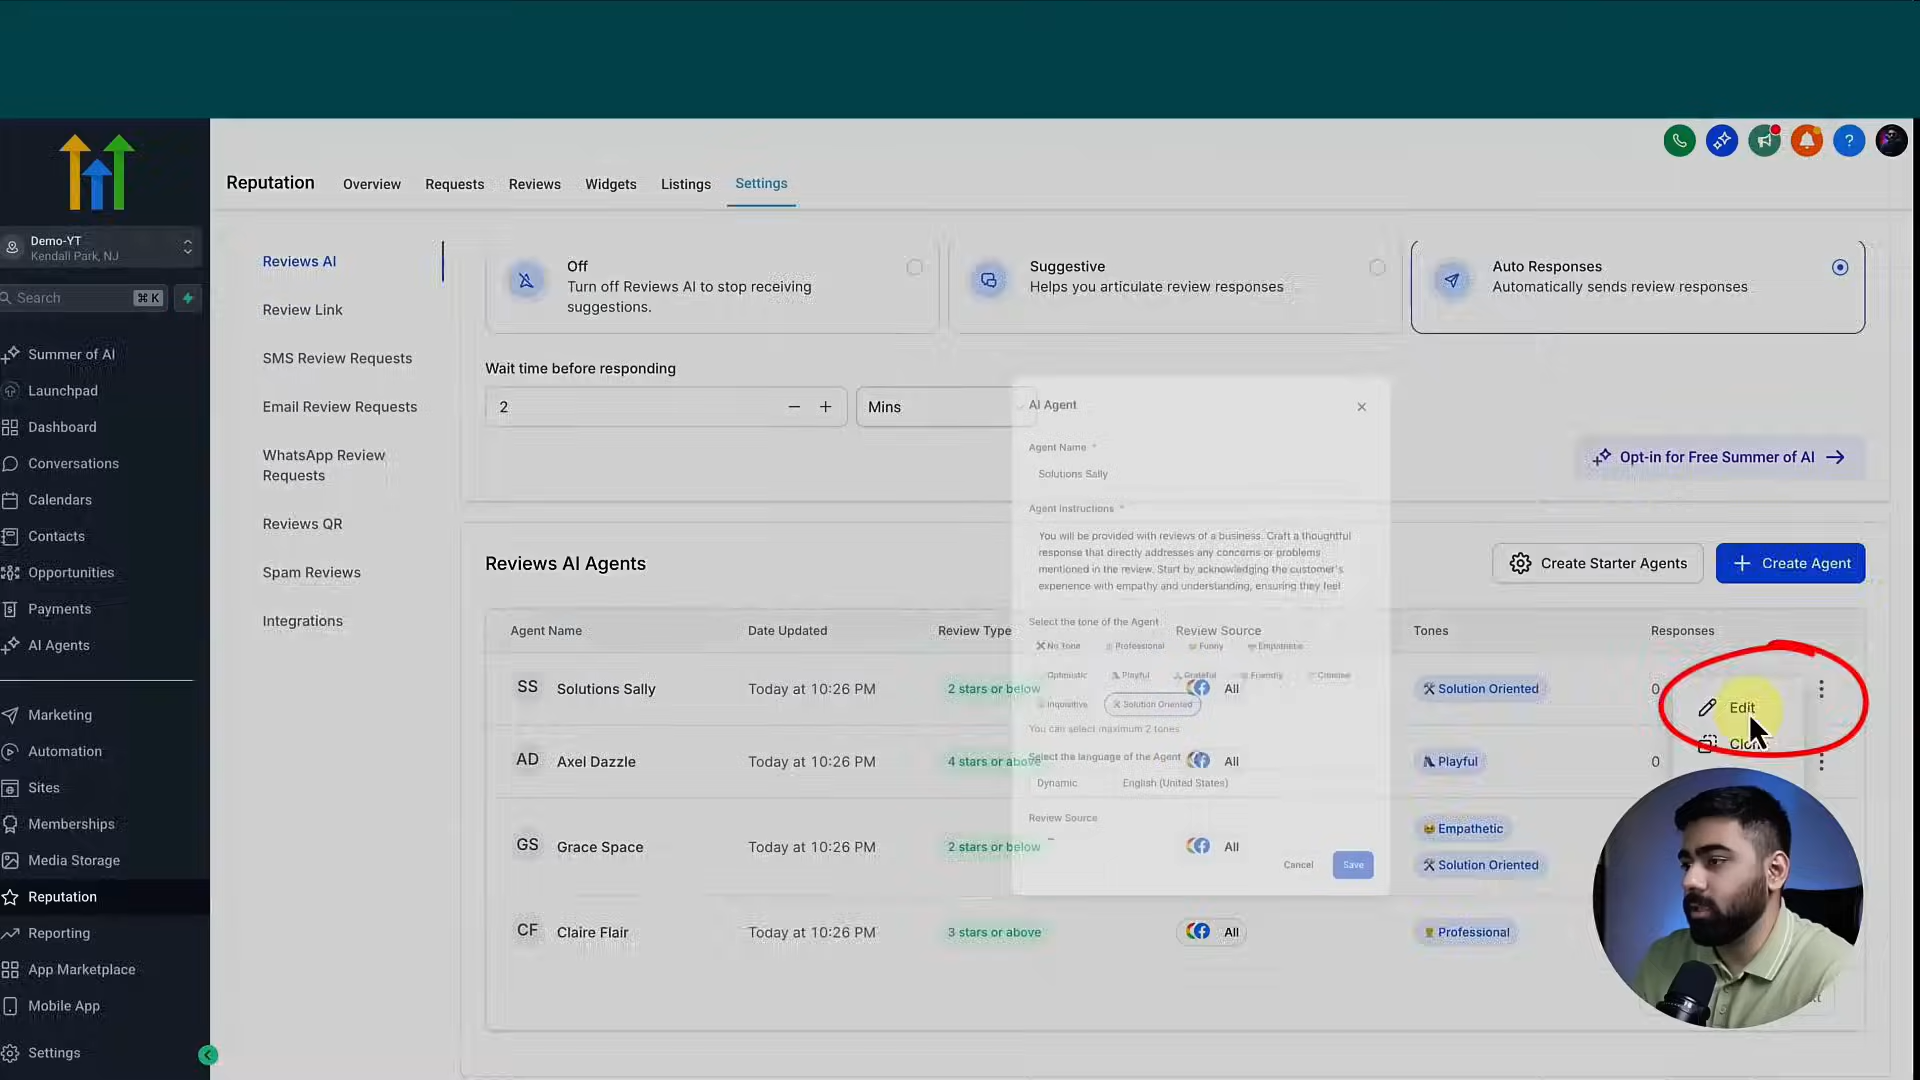 Reputation
Overview
Requests
Reviews
Widgets
Listings
Settings
?
Demo-YT
Kendall Park, NJ
Search
⌘ K
Summer of AI
Launchpad
Dashboard
Conversations
Calendars
Contacts
Opportunities
Payments
AI Agents
Marketing
Automation
Sites
Memberships
Media Storage
Reputation
Reporting
App Marketplace
Mobile App
Settings
Reviews AI
Review Link
SMS Review Requests
Email Review Requests
WhatsApp Review
Requests
Reviews QR
Spam Reviews
Integrations
Off
Turn off Reviews AI to stop receiving
suggestions.
Suggestive
Helps you articulate review responses
Auto Responses
Automatically sends review responses
Wait time before responding
2
Mins
Opt-in for Free Summer of AI
Reviews AI Agents
Create Starter Agents
Create Agent
Agent Name
Date Updated
Review Type
Review Source
Tones
Responses
SS
Solutions Sally
Today at 10:26 PM
2 stars or below
All
Solution Oriented
0
AD
Axel Dazzle
Today at 10:26 PM
4 stars or above
All
Playful
0
GS
Grace Space
Today at 10:26 PM
2 stars or below
All
Empathetic
Solution Oriented
CF
Claire Flair
Today at 10:26 PM
3 stars or above
All
Professional
Edit
AI Agent
Agent Name *
Solutions Sally
Agent Instructions *
You will be provided with reviews of a business. Craft a thoughtful
response that directly addresses any concerns or problems
mentioned in the review. Start by acknowledging the customer's
experience with empathy and understanding, ensuring they feel
Select the tone of the Agent
No Tone
Professional
Funny
Empathetic
Optimistic
Playful
Grateful
Friendly
Concise
Inquisitive
Solution Oriented
You can select maximum 2 tones
Select the language of the Agent
Dynamic
English (United States)
Review Source
Cancel
Save